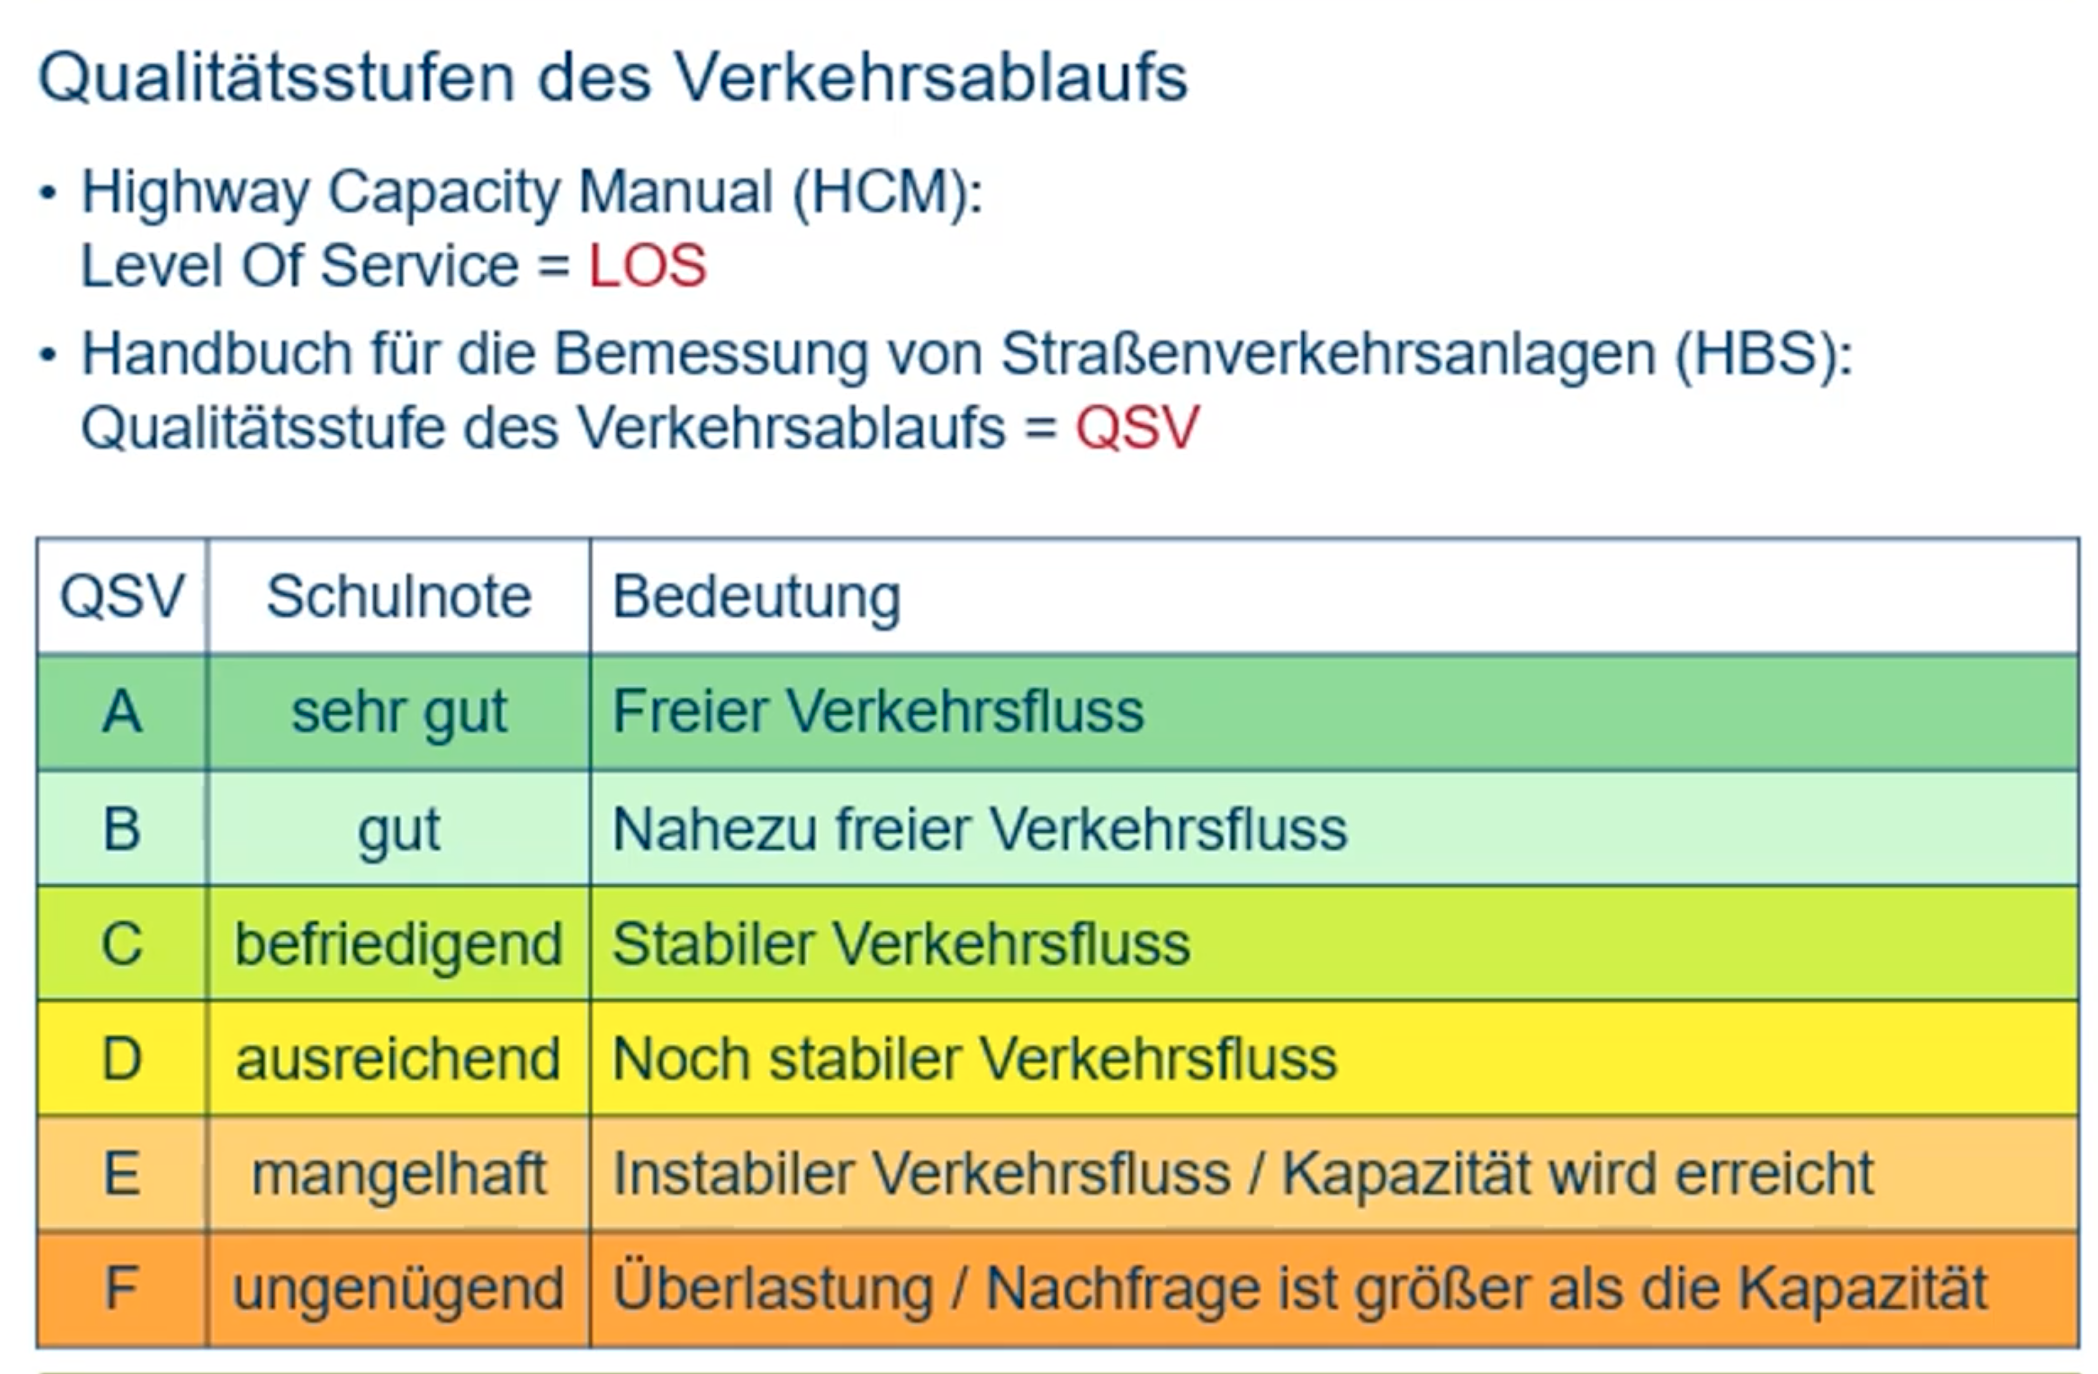 Qualitätsstufen des Verkehrsablaufs
• Highway Capacity Manual (HCM):
Level Of Service = LOS
• Handbuch für die Bemessung von Straßenverkehrsanlagen (HBS):
Qualitätsstufe des Verkehrsablaufs = QSV
QSV Schulnote Bedeutung
A sehr gut Freier Verkehrsfluss
B gut Nahezu freier Verkehrsfluss
C befriedigend Stabiler Verkehrsfluss
D ausreichend Noch stabiler Verkehrsfluss
E mangelhaft Instabiler Verkehrsfluss / Kapazität wird erreicht
F ungenügend Überlastung / Nachfrage ist größer als die Kapazität